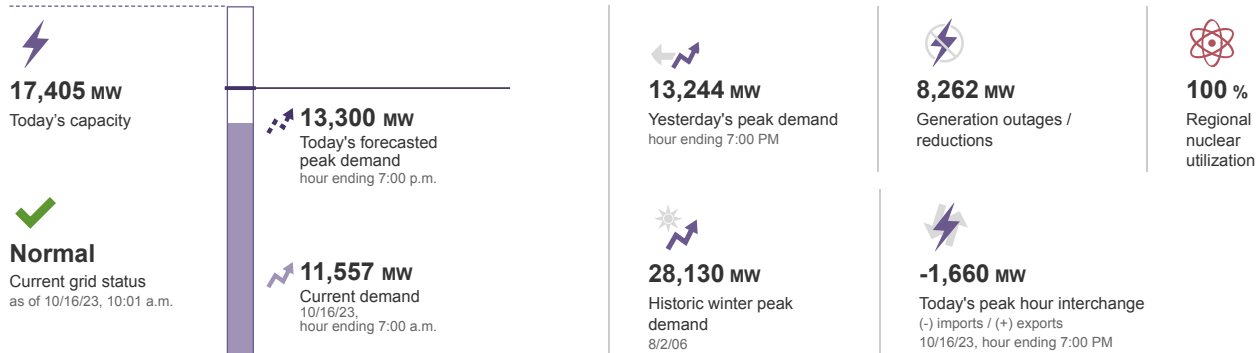 17,405 MW
Today's capacity
Normal
Current grid status
as of 10/16/23, 10:01 a.m.
13,300 MW
Today's forecasted
peak demand
hour ending 7:00 p.m.
11,557 MW
Current demand
10/16/23,
hour ending 7:00 a.m.
13,244 MW
Yesterday's peak demand
hour ending 7:00 PM
8,262 MW
Generation outages /
reductions
100 %
Regional
nuclear
utilization
28,130 MW
Historic winter peak
demand
8/2/06
-1,660 MW
Today's peak hour interchange
(-) imports / (+) exports
10/16/23, hour ending 7:00 PM